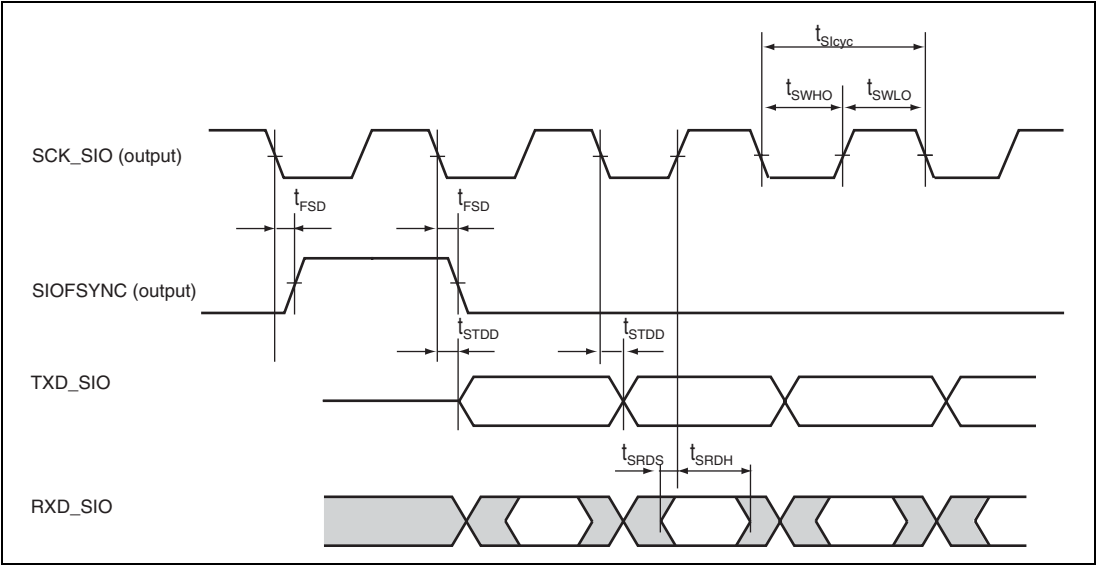 tSIcyc
tSWHO tSWLO
SCK_SIO (output)
tFSD tFSD
SIOFSYNC (output)
tSTDD tSTDD
TXD_SIO
tSRDS tSRDH
RXD_SIO